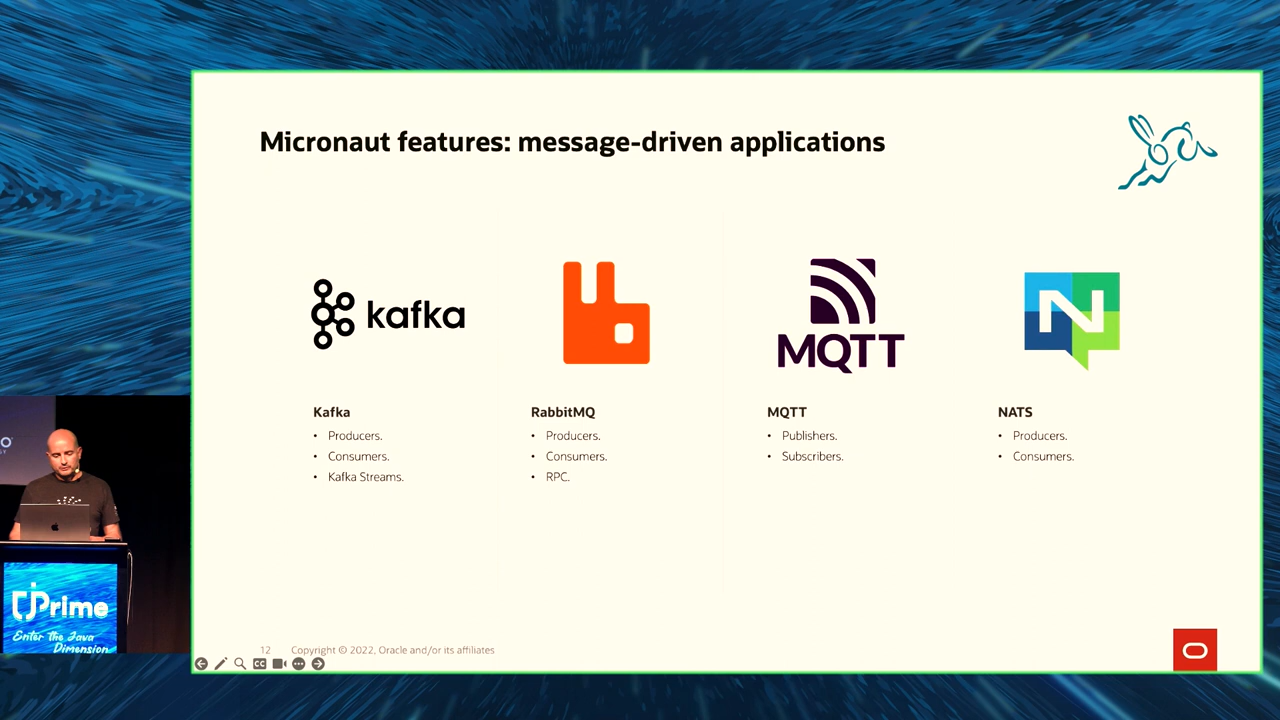 Micronaut features: message-driven applications
kafka
MQTT
Kafka
• Producers.
• Consumers.
• Kafka Streams.
RabbitMQ
• Producers.
• Consumers.
• RPC.
MQTT
• Publishers.
• Subscribers.
NATS
• Producers.
• Consumers.
N
12 Copyright © 2022, Oracle and/or its affiliates
CC
jPrime
Enter the Java
Dimension